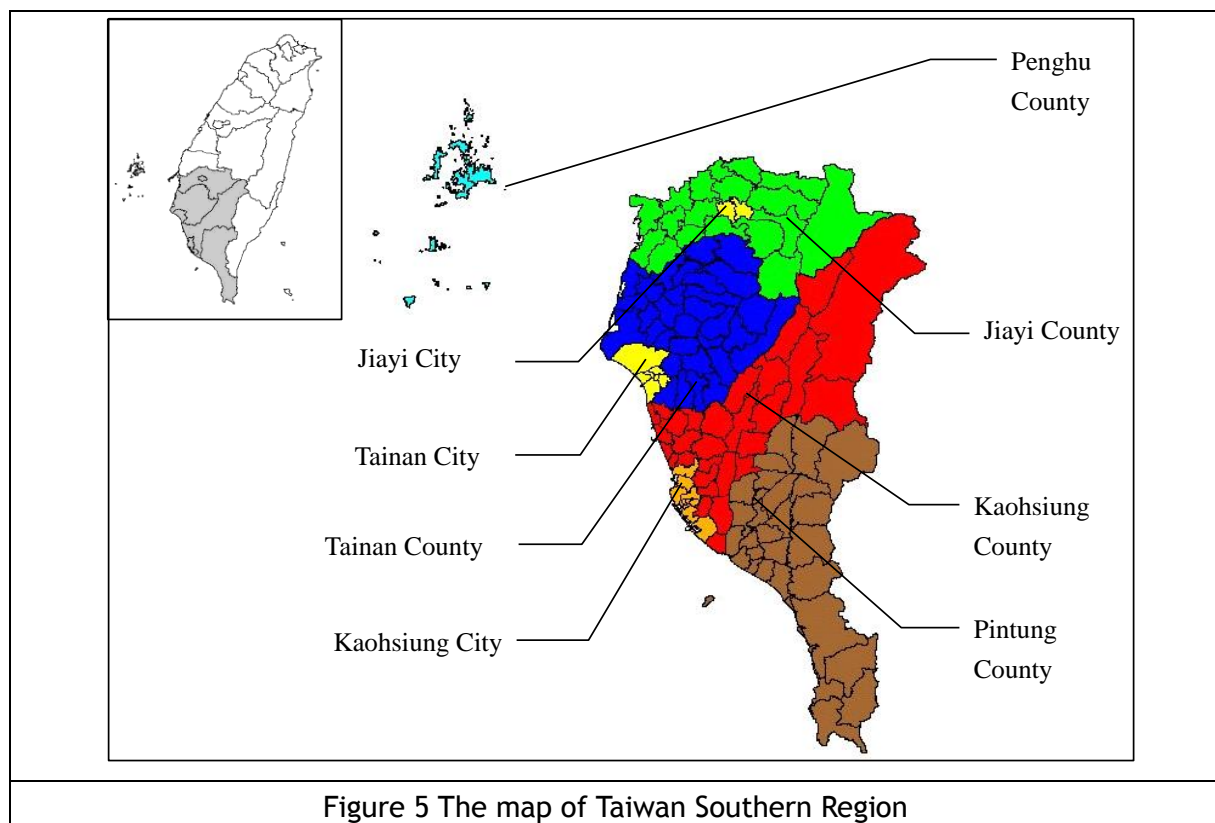 Penghu
County
Jiayi County
Jiayi City
Tainan City
Kaohsiung
County
Tainan County
Pintung
County
Kaohsiung City
Figure 5 The map of Taiwan Southern Region